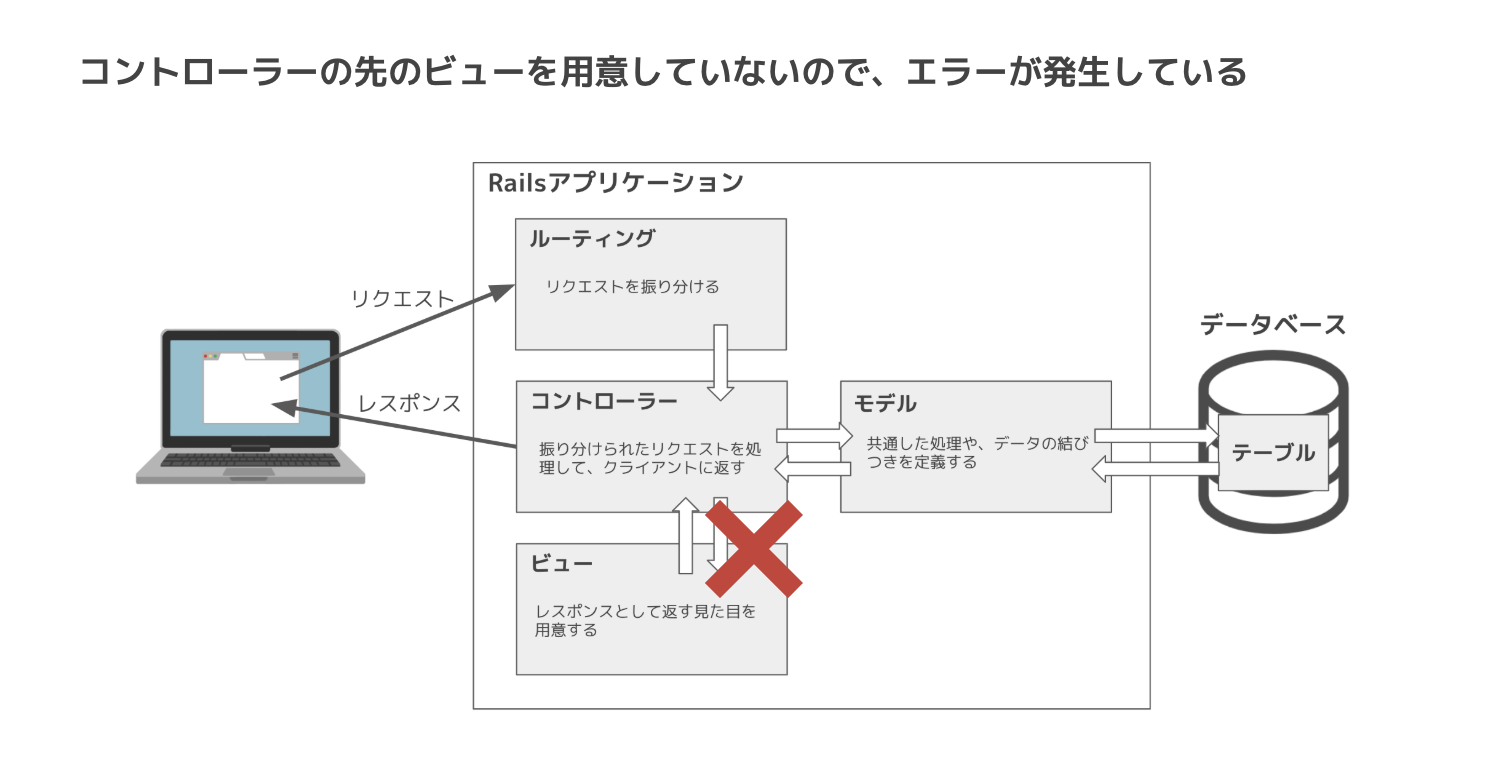 コントローラーの先のビューを用意していないので、エラーが発生している
Railsアプリケーション
ルーティング
リクエストを振り分ける
リクエスト
レスポンス
コントローラー
振り分けられたリクエストを処
理して、クライアントに返す
モデル
共通した処理や、データの結び
つきを定義する
データベース
テーブル
ビュー
レスポンスとして返す見た目を
用意する